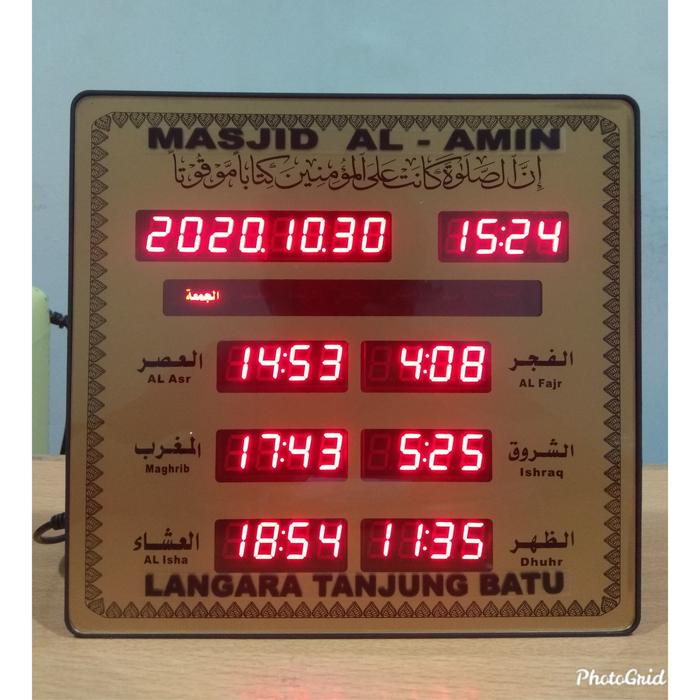 MASJID AL - AMIN
إن الصلوة كانت على المؤمنين كتابا موقوتا
2020.10.30 15:24
الجمعة
العصر 14:53 4:08 الفجر
AL Asr AL Fajr
المغرب 17:43 5:25 الشروق
Maghrib Ishraq
العشاء 18:54 11:35 الظهر
AL Isha Dhuhr
LANGARA TANJUNG BATU
PhotoGrid